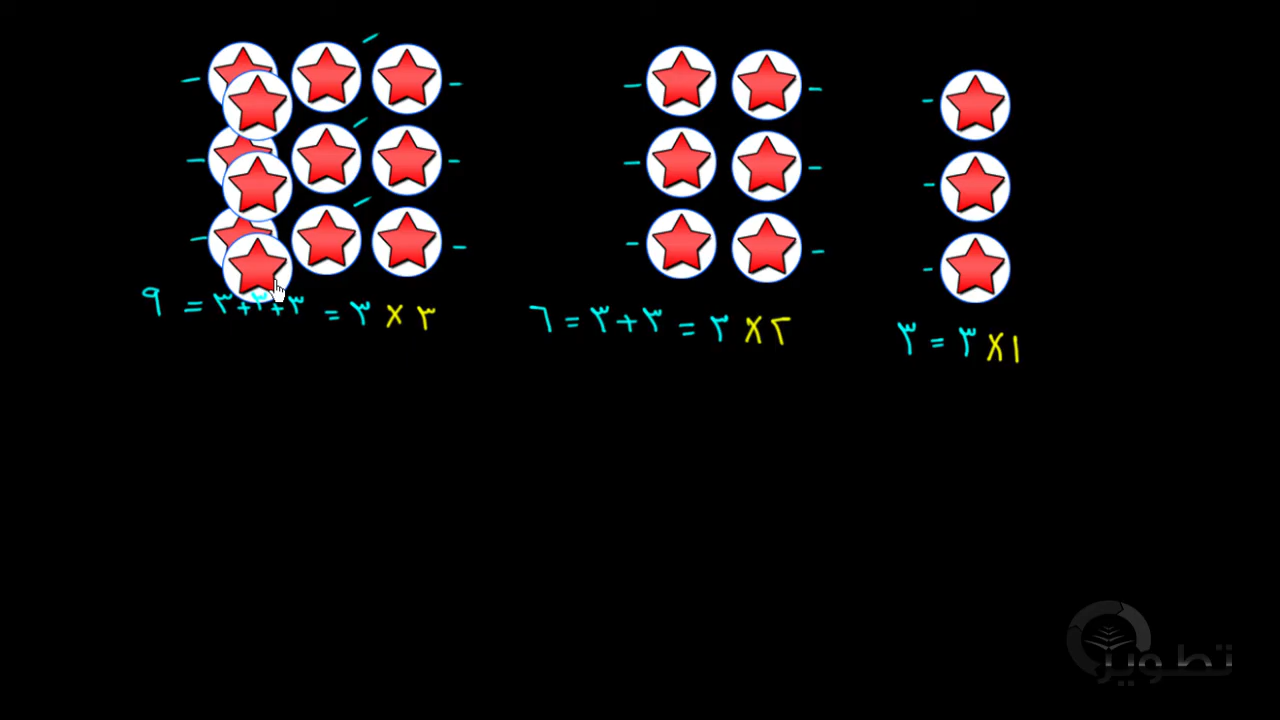 ١ × ٣ = ٣
٢ × ٣ = ٣ + ٣ = ٦
٣ × ٣ = ٣ + ٣ + ٣ = ٩
تطوير